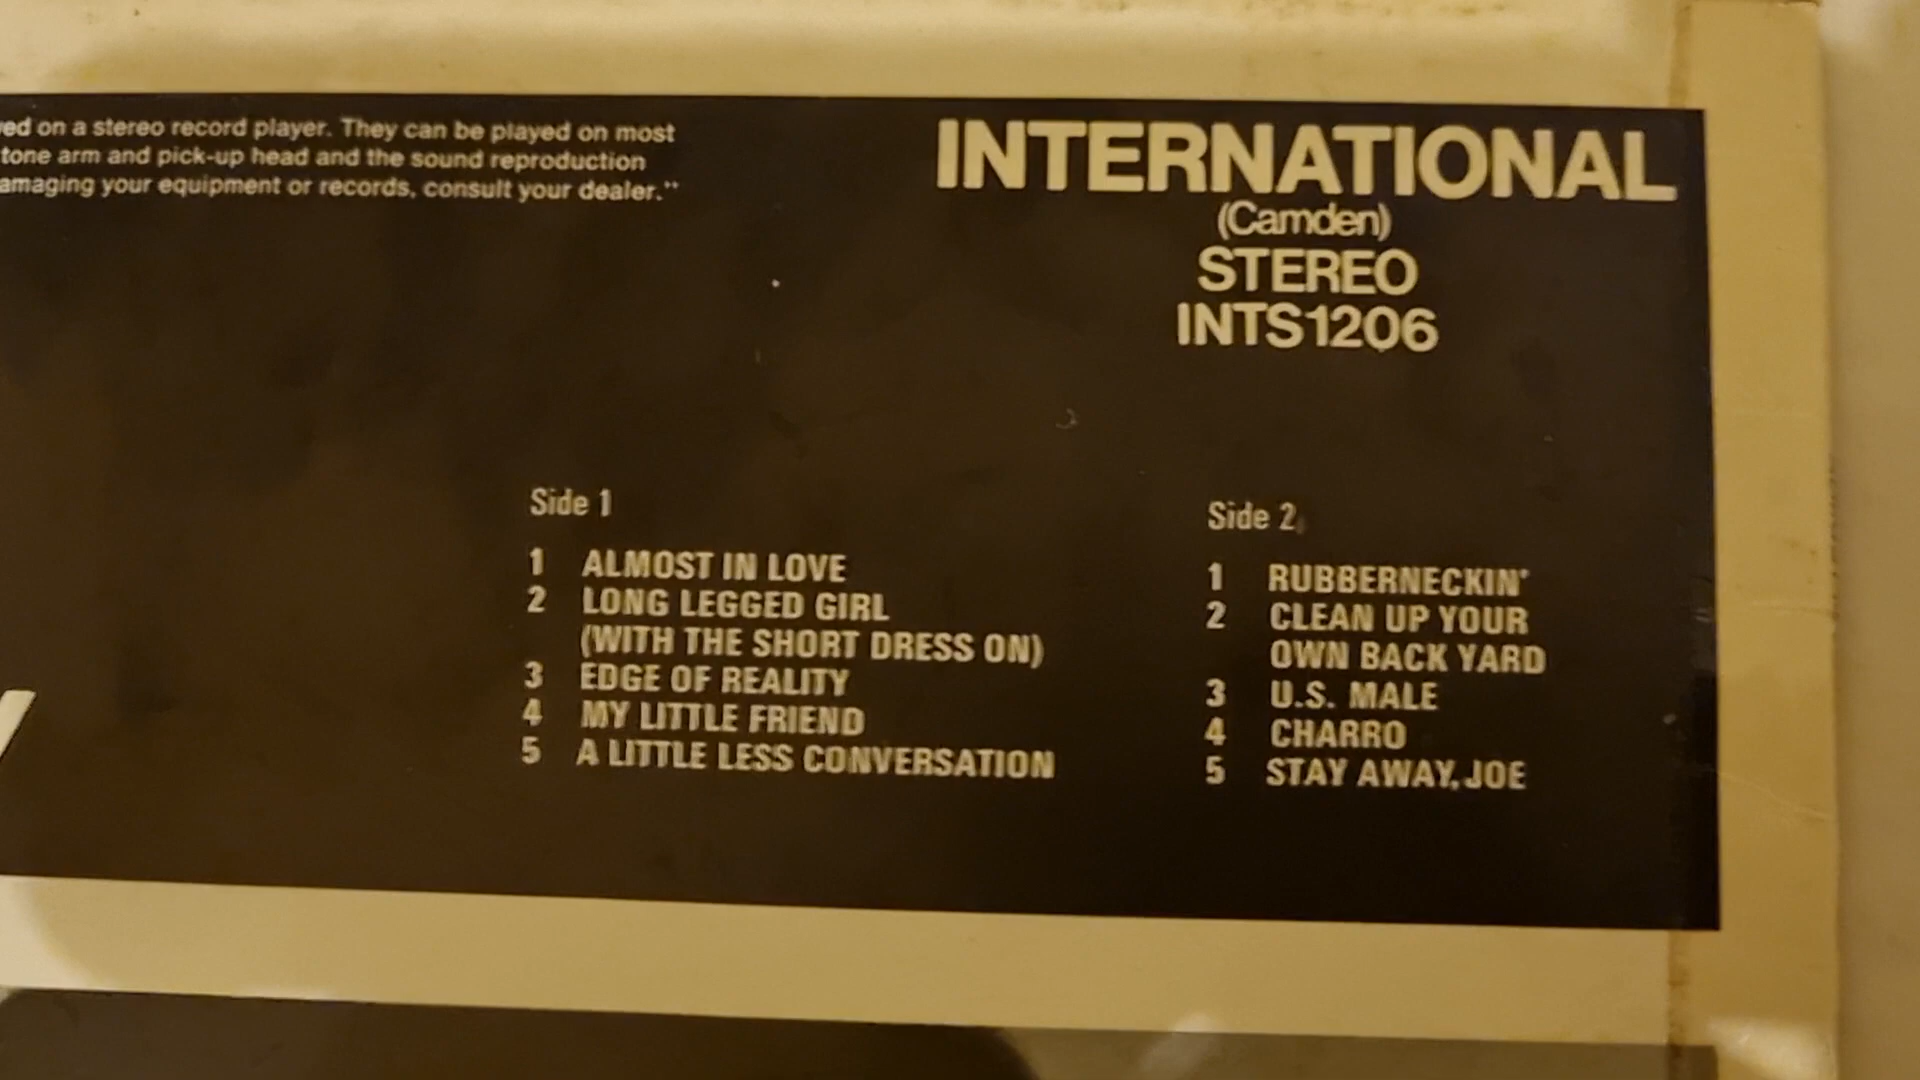 on a stereo record player. They can be played on most
tone arm and pick-up head and the sound reproduction
your equipment or records, consult your dealer."
INTERNATIONAL
(Camden)
STEREO
INTS1206
Side 1
1 ALMOST IN LOVE
2 LONG LEGGED GIRL
(WITH THE SHORT DRESS ON)
3 EDGE OF REALITY
4 MY LITTLE FRIEND
5 A LITTLE LESS CONVERSATION
Side 2
1 RUBBERNECKIN'
2 CLEAN UP YOUR
OWN BACK YARD
3 U.S. MALE
4 CHARRO
5 STAY AWAY, JOE